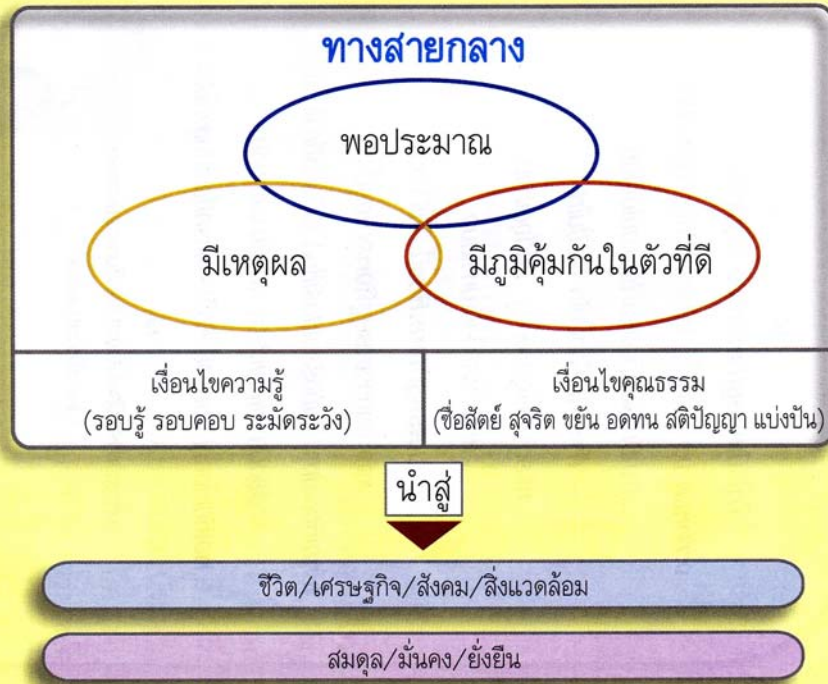 ทางสายกลาง
พอประมาณ
มีเหตุผล
มีภูมิคุ้มกันในตัวที่ดี
เงื่อนไขความรู้
(รอบรู้ รอบคอบ ระมัดระวัง)
เงื่อนไขคุณธรรม
(ซื่อสัตย์ สุจริต ขยัน อดทน สติปัญญา แบ่งปัน)
นำสู่
ชีวิต/เศรษฐกิจ/สังคม/สิ่งแวดล้อม
สมดุล/มั่นคง/ยั่งยืน